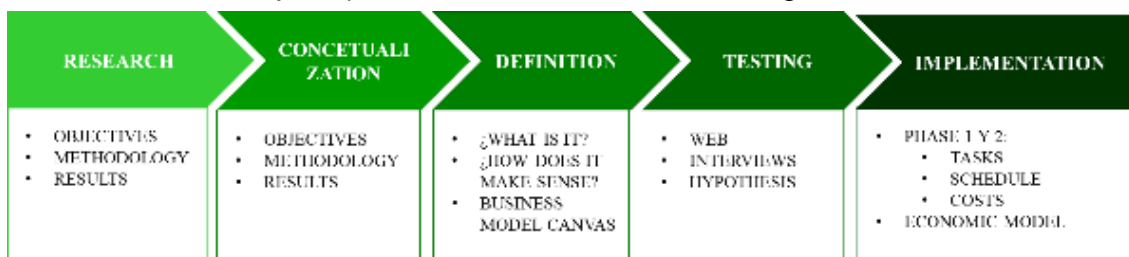 RESEARCH
CONCETUALI
ZATION
DEFINITION
TESTING
IMPLEMENTATION
• OBJECTIVES
• METHODOLOGY
• RESULTS
• OBJECTIVES
• METHODOLOGY
• RESULTS
• ¿WHAT IS IT?
• ¿HOW DOES IT
MAKE SENSE?
• BUSINESS
MODEL CANVAS
• WEB
• INTERVIEWS
• HYPOTHESIS
• PHASE 1 Y 2:
• TASKS
• SCHEDULE
• COSTS
• ECONOMIC MODEL